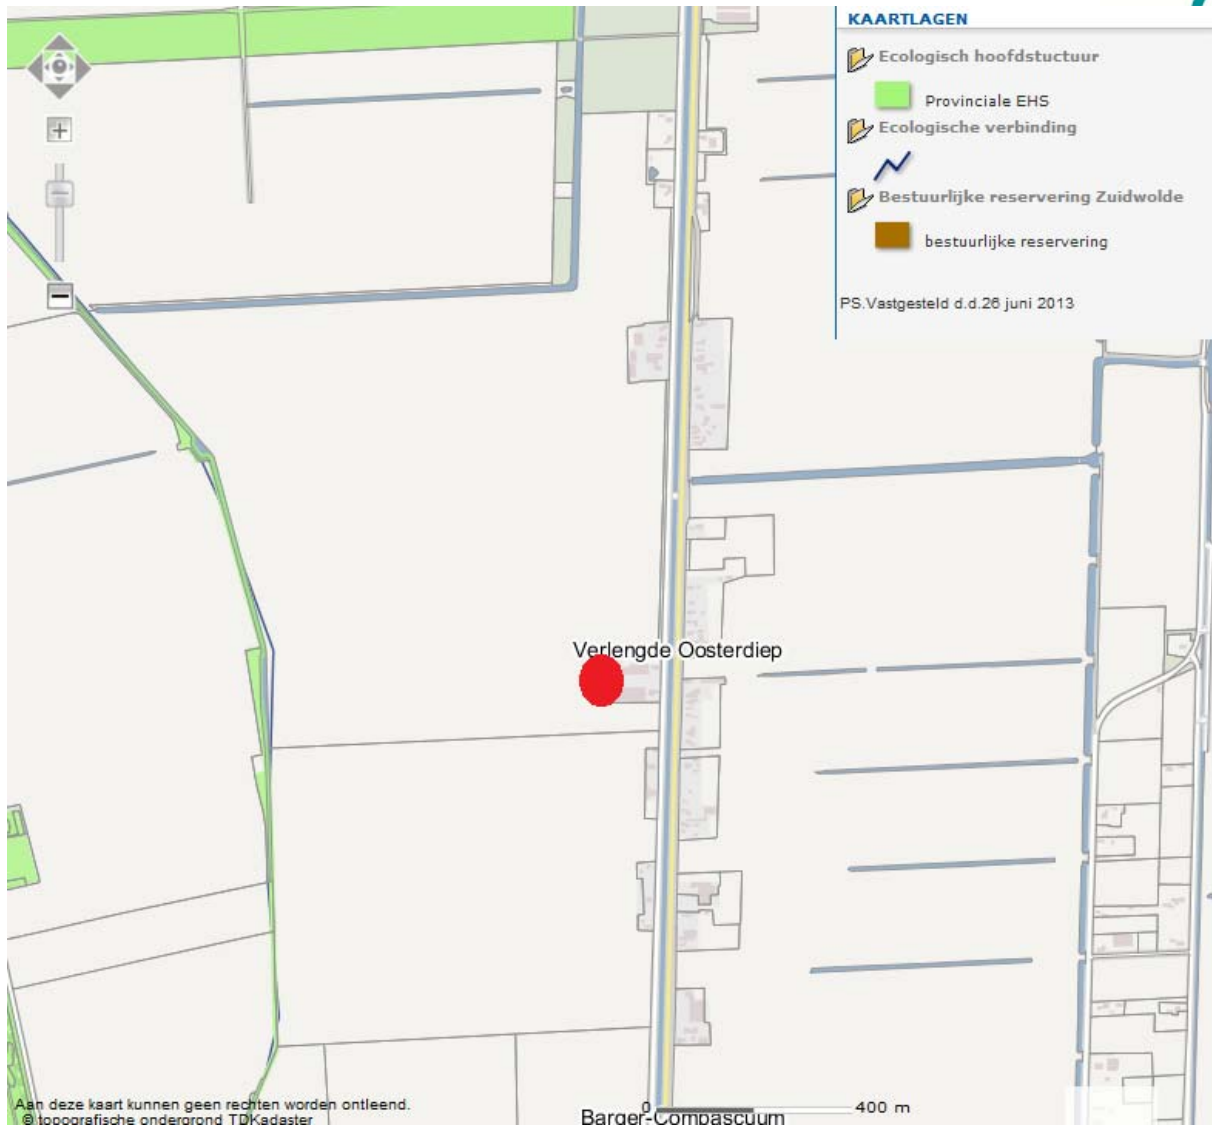 KAARTLAGEN
Ecologisch hoofdstuctuur
Provinciale EHS
Ecologische verbinding
Bestuurlijke reservering Zuidwolde
bestuurlijke reservering
PS.Vastgesteld d.d.26 juni 2013
Verlengde Oosterdiep
Aan deze kaart kunnen geen rechten worden ontleend.
© topografische ondergrond TDKadaster
Barger-Compascuum
0 400 m